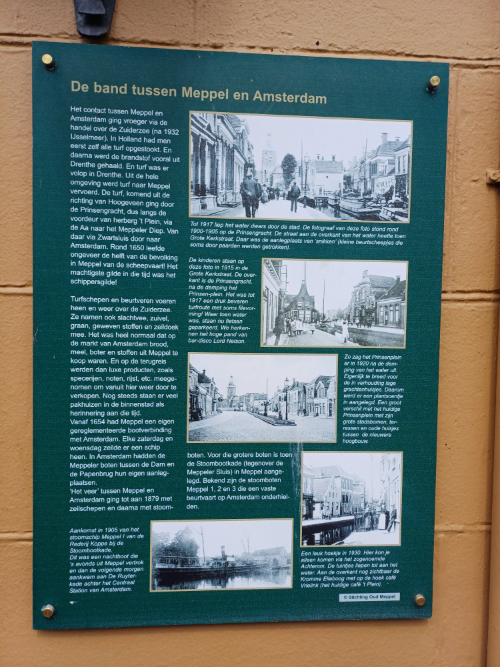 De band tussen Meppel en Amsterdam
Het contact tussen Meppel en
Amsterdam ging vroeger via de
handel over de Zuiderzee (na 1932
IJsselmeer). In Holland had men
eerst zelf alle turf opgestookt. En
daarna werd de brandstof vooral uit
Drenthe gehaald. En turf was er
volop in Drenthe. Uit de hele
omgeving werd turf naar Meppel
vervoerd. De turf, komend uit de
richting van Hoogeveen ging door
de Prinsengracht, dus langs de
voordeur van herberg 't Plein, via
de Aa naar het Meppeler Diep. Van
daar via Zwartsluis door naar
Amsterdam. Rond 1650 leefde
ongeveer de helft van de bevolking
in Meppel van de scheepvaart! Het
machtigste gilde in die tijd was het
schippersgilde!
Turfschepen en beurtveren voeren
heen en weer over de Zuiderzee.
Ze namen ook slachtvee, zuivel,
graan, geweven stoffen en zeildoek
mee. Het was heel normaal dat op
de markt van Amsterdam brood,
meel, boter en stoffen uit Meppel te
koop waren. En op de terugreis
werden dan luxe producten, zoals
specerijen, noten, rijst, etc. meege-
nomen om vanuit hier weer door te
verkopen. Nog steeds staan er veel
pakhuizen in de binnenstad als
herinnering aan die tijd.
Vanaf 1654 had Meppel een eigen
gereglementeerde bootverbinding
met Amsterdam. Elke zaterdag en
woensdag zeilde er een schip
heen. In Amsterdam hadden de
Meppeler boten tussen de Dam en
de Papenbrug hun eigen aanleg-
plaatsen.
'Het veer' tussen Meppel en
Amsterdam ging tot aan 1879 met
zeilschepen en daarna met stoom-
boten. Voor die grotere boten is toen
de Stoombootkade (tegenover de
Meppeler Sluis) in Meppel aange-
legd. Bekend zijn de stoomboten
Meppel 1, 2 en 3 die een vaste
beurtvaart op Amsterdam onderhiel-
den.
Tot 1917 liep het water dwars door de stad. De fotograaf van deze foto stond rond
1900-1905 op de Prinsengracht. De straat aan de overkant van het water heette toen
Grote Kerkstraat. Daar was de aanlegplaats van 'snikken' (kleine beurtscheepjes die
soms door paarden werden getrokken).
De kinderen staan op
deze foto in 1915 in de
Grote Kerkstraat. De over-
kant is de Prinsengracht,
na de demping het
Prinsen-plein. Het was tot
1917 een druk bevaren
turfroute met soms filevor-
ming! Weer toen water
was, staan nu fietsen
geparkeerd. We herken-
nen het hoge pand van
bar-disco Lord Nelson.
Zo zag het Prinsenplein
er in 1920 na de dem-
ping van het water uit.
Eigenlijk te breed voor
de in verhouding lage
grachtenhuisjes. Daarom
werd er een plantsoentje
in aangelegd. Een groot
verschil met het huidige
Prinsenplein met zijn
grote stadsbomen, ter-
rassen en oude huisjes
tussen de nieuwere
hoogbouw.
Aankomst in 1905 van het
stoomschip Meppel I van de
Rederij Koppe bij de
Stoombootkade.
Dit was een nachtboot die
's avonds uit Meppel vertrok
en dan de volgende morgen
aankwam aan De Ruyter-
kade achter het Centraal
Station van Amsterdam.
Een leuk hoekje in 1930. Hier kon je
alleen komen via het zogenoemde
Achterom. De tuintjes liepen tot aan het
water. Aan de overkant nog zichtbaar de
Kromme Elleboog met op de hoek café
Vrielink (het huidige café 't Plein).
© Stichting Oud Meppel